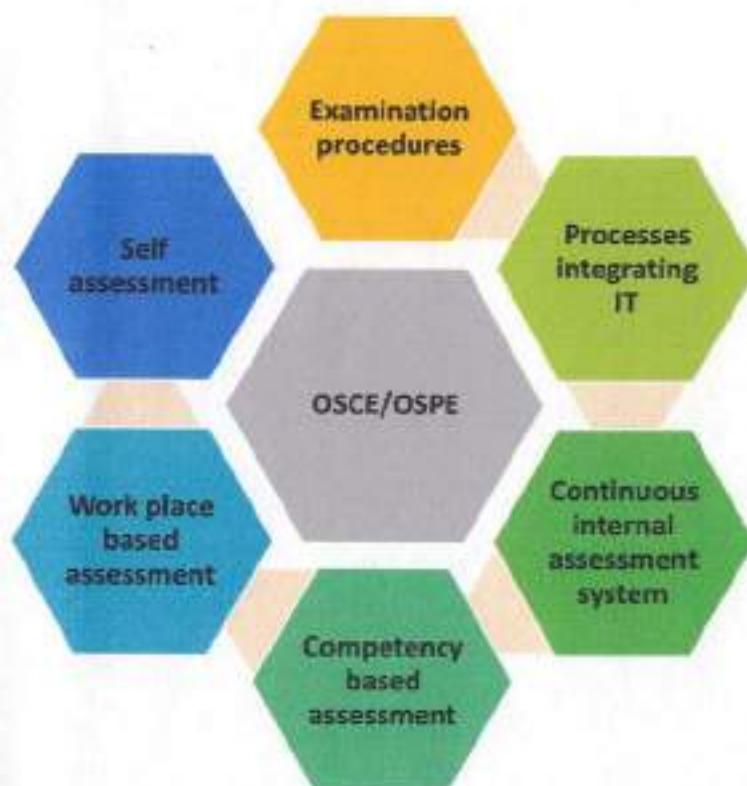 Examination
procedures
Processes
integrating
IT
Continuous
internal
assessment
system
Competency
based
assessment
Work place
based
assessment
Self
assessment
OSCE/OSPE